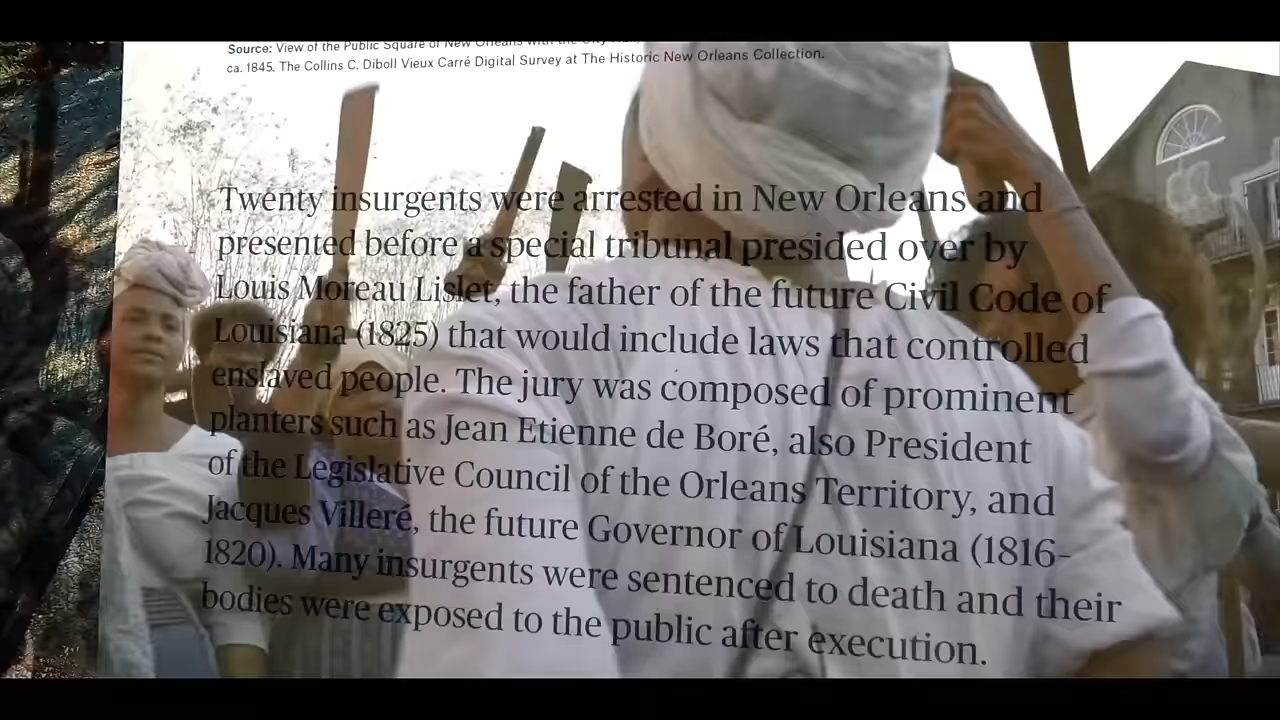 Source: View of the Public Square of New Orleans with the City Hall,
ca. 1845. The Collins C. Diboll Vieux Carré Digital Survey at The Historic New Orleans Collection.
Twenty insurgents were arrested in New Orleans and
presented before a special tribunal presided over by
Louis Moreau Lislet, the father of the future Civil Code of
Louisiana (1825) that would include laws that controlled
enslaved people. The jury was composed of prominent
planters such as Jean Etienne de Boré, also President
of the Legislative Council of the Orleans Territory, and
Jacques Villeré, the future Governor of Louisiana (1816–
1820). Many insurgents were sentenced to death and their
bodies were exposed to the public after execution.